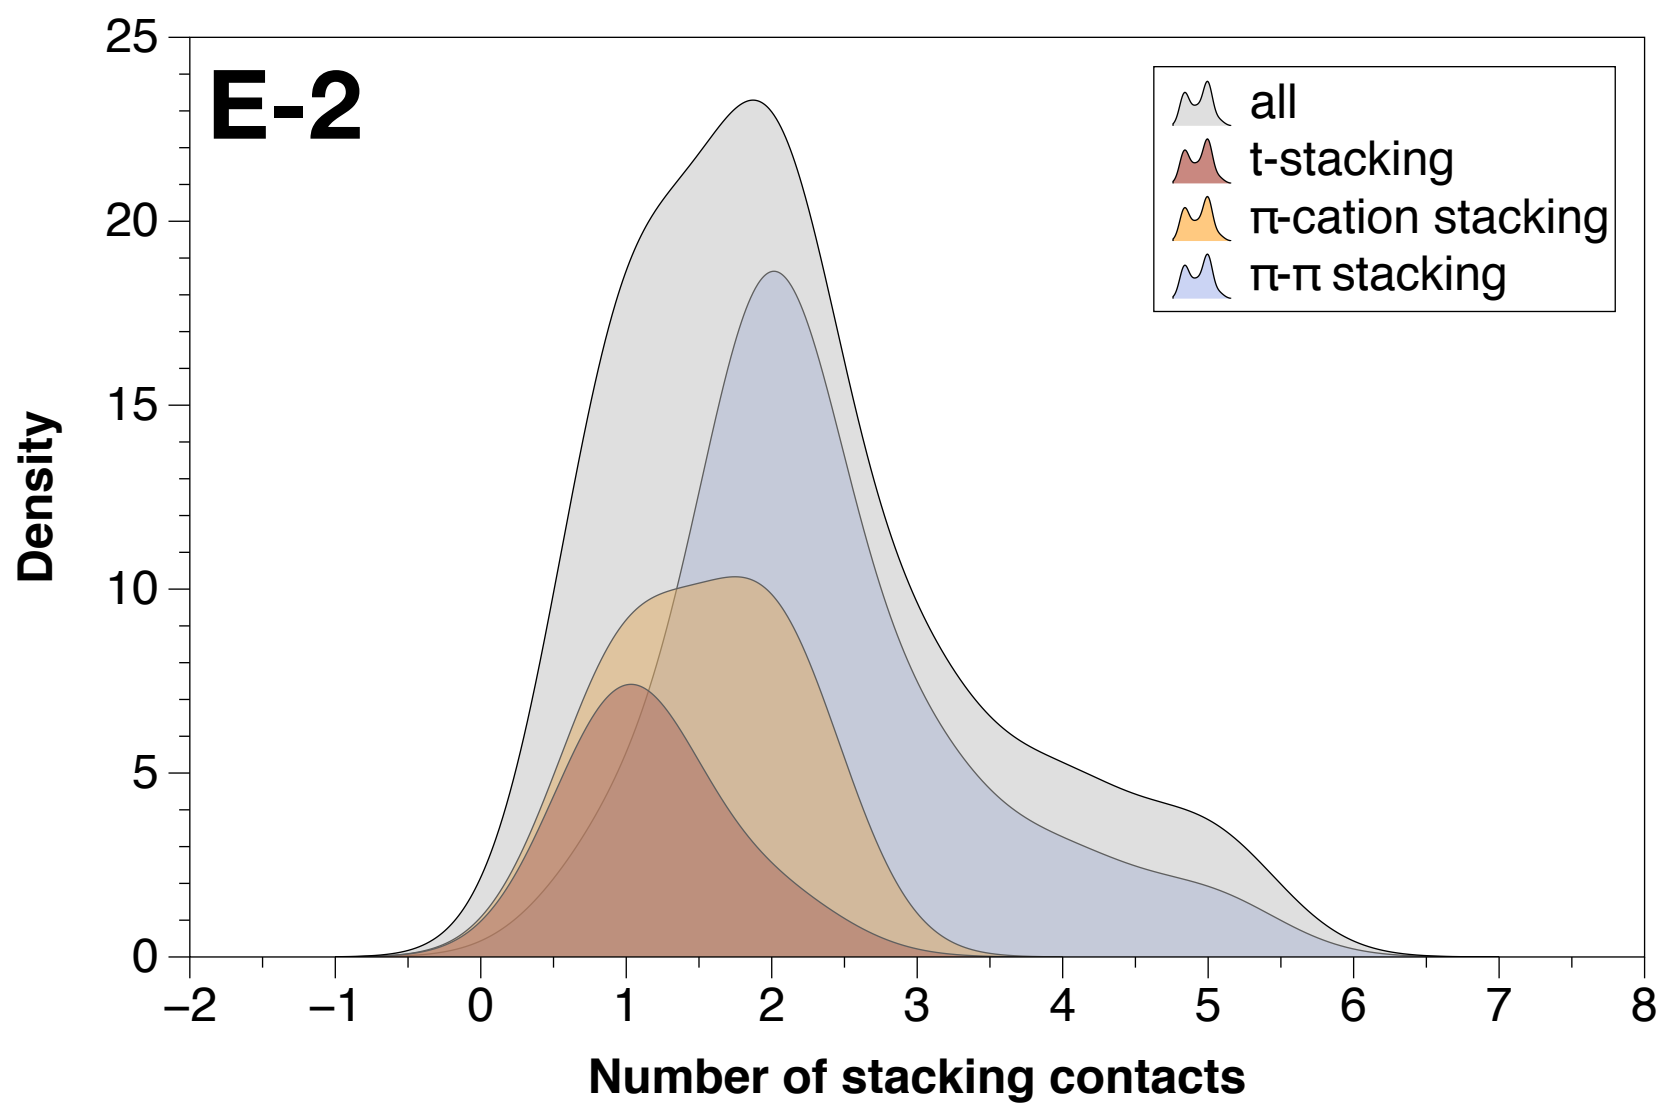 E-2
all
t-stacking
π-cation stacking
π-π stacking
Density
25
20
15
10
5
0
−2 −1 0 1 2 3 4 5 6 7 8
Number of stacking contacts